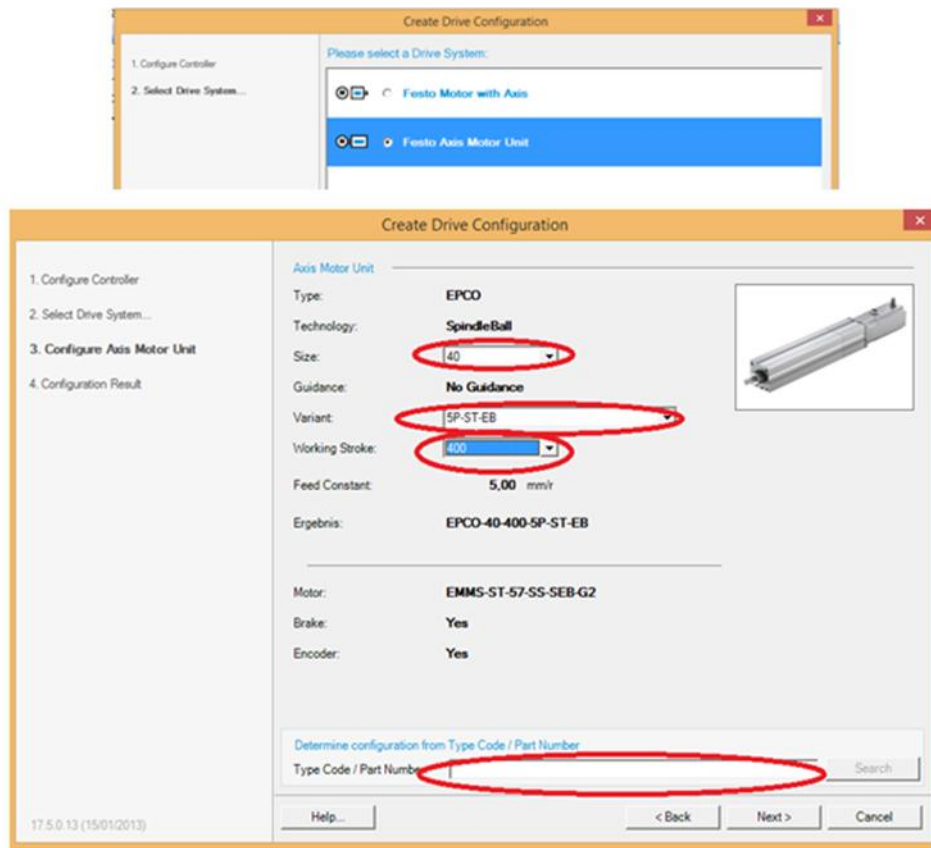 Create Drive Configuration
1. Configure Controller
2. Select Drive System...
Please select a Drive System:
Festo Motor with Axis
Festo Axis Motor Unit
Create Drive Configuration
1. Configure Controller
2. Select Drive System...
3. Configure Axis Motor Unit
4. Configuration Result
Axis Motor Unit
Type: EPCO
Technology: SpindleBall
Size: 40
Guidance: No Guidance
Variant: 5P-ST-EB
Working Stroke: 400
Feed Constant: 5,00 mm/r
Ergebnis: EPCO-40-400-5P-ST-EB
Motor: EMMS-ST-57-SS-SEB-G2
Brake: Yes
Encoder: Yes
Determine configuration from Type Code / Part Number
Type Code / Part Number Search
17.5.0.13 (15/01/2013)
Help... < Back Next > Cancel